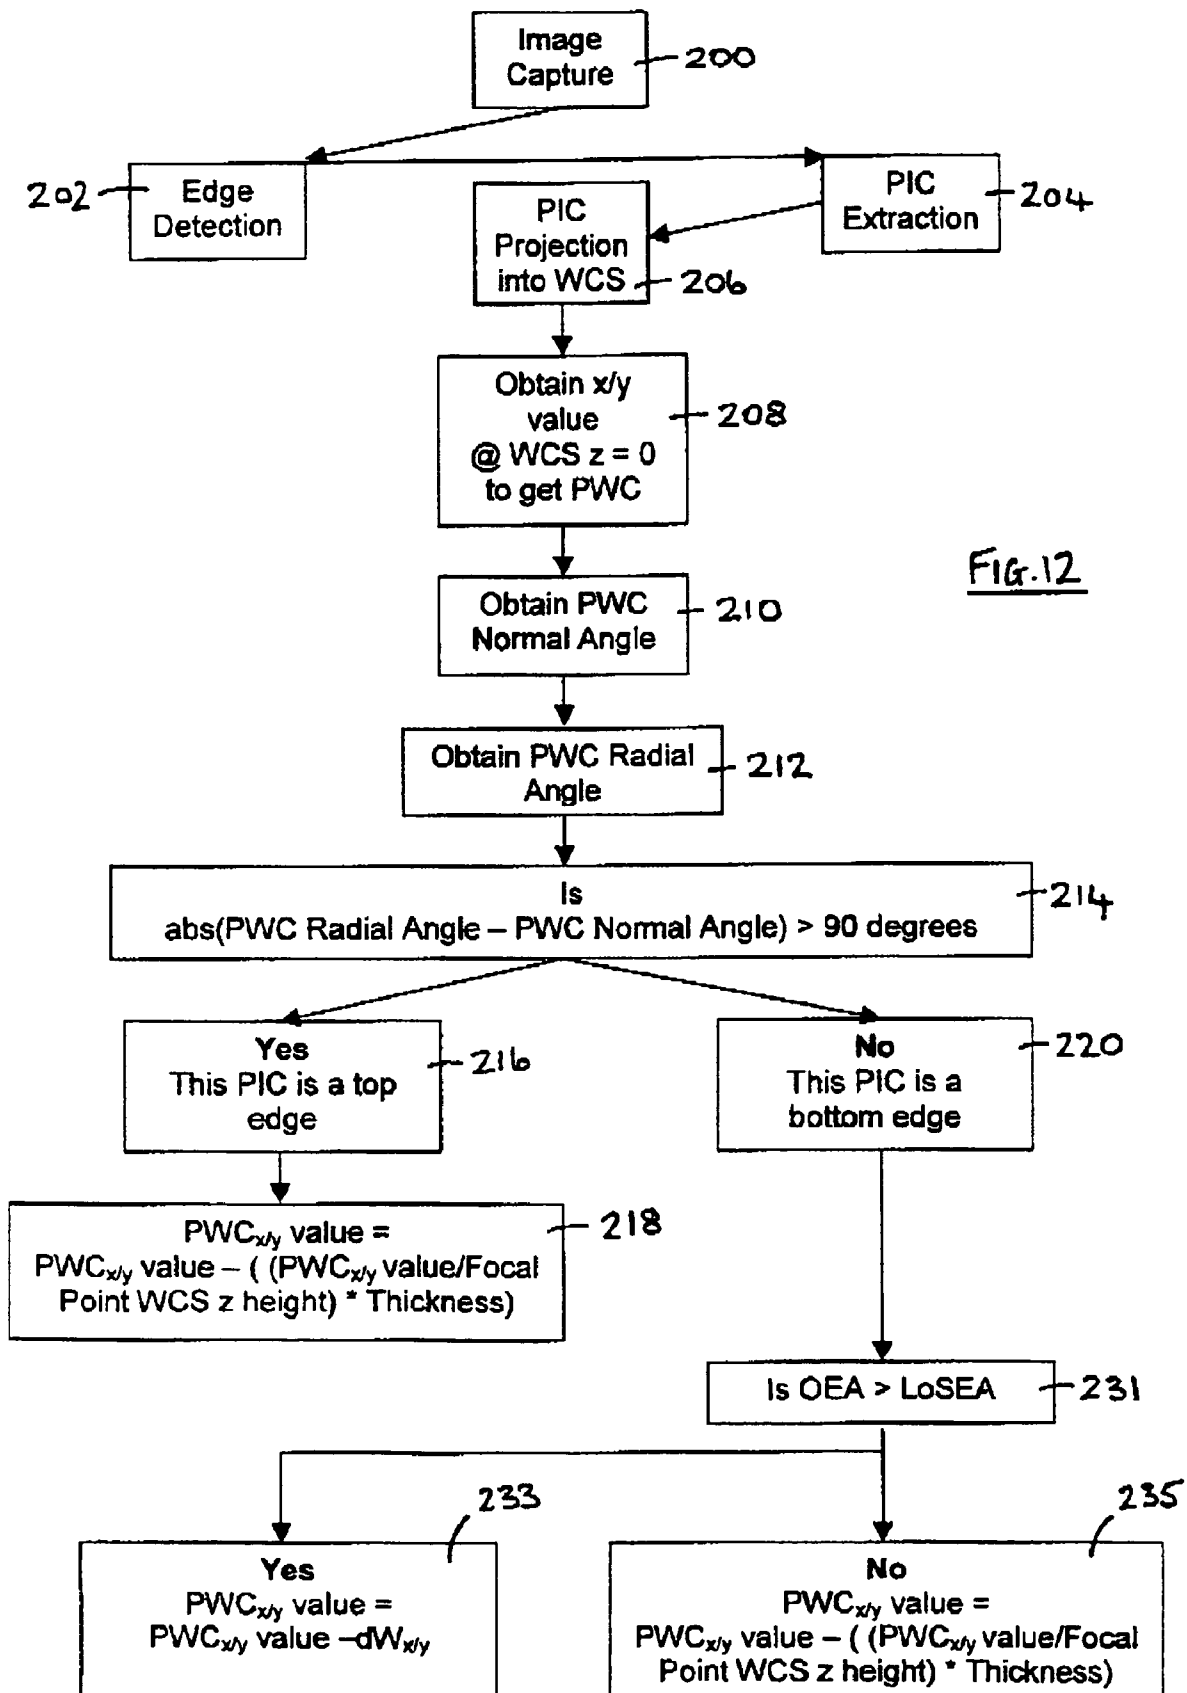 Image
Capture
200
202
Edge
Detection
PIC
Extraction
204
PIC
Projection
into WCS
206
Obtain x/y
value
@ WCS z = 0
to get PWC
208
FIG.12
Obtain PWC
Normal Angle
210
Obtain PWC Radial
Angle
212
Is
abs(PWC Radial Angle – PWC Normal Angle) > 90 degrees
214
Yes
This PIC is a top
edge
216
No
This PIC is a
bottom edge
220
PWCx/y value =
PWCx/y value – ( (PWCx/y value/Focal
Point WCS z height) * Thickness)
218
Is OEA > LoSEA
231
233
Yes
PWCx/y value =
PWCx/y value –dWx/y
235
No
PWCx/y value =
PWCx/y value – ( (PWCx/y value/Focal
Point WCS z height) * Thickness)